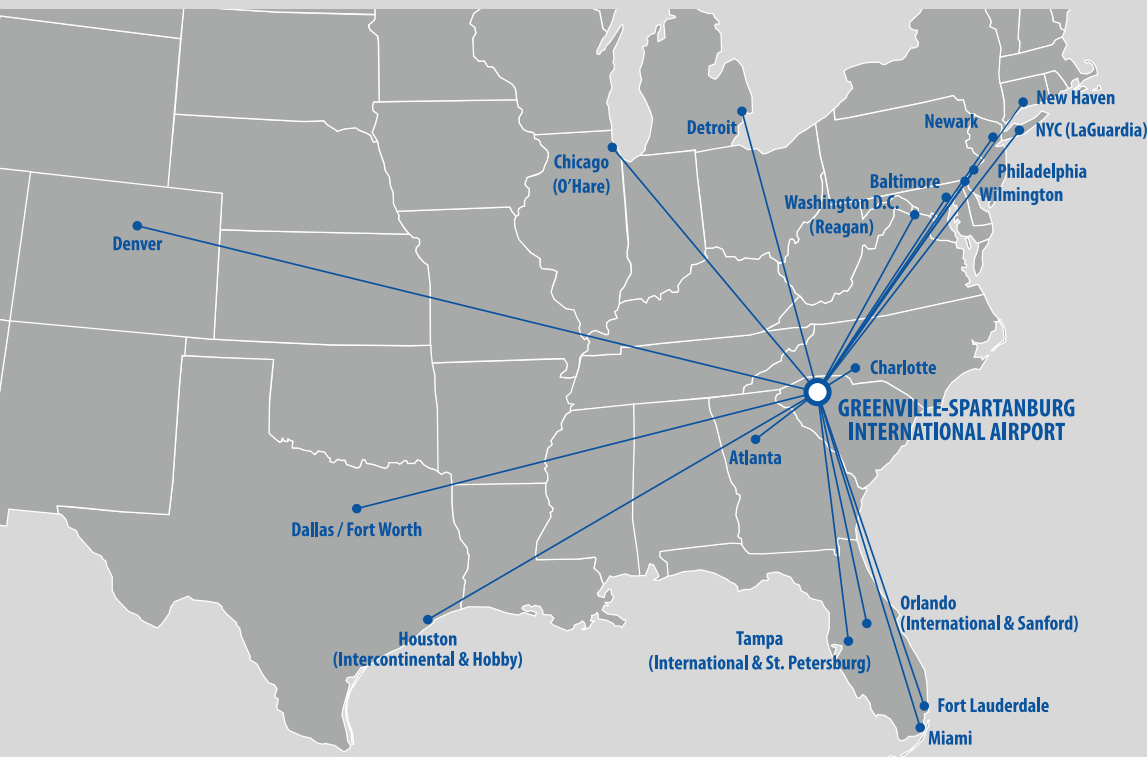 New Haven
Newark
NYC (LaGuardia)
Detroit
Chicago
(O'Hare)
Philadelphia
Baltimore
Wilmington
Washington D.C.
(Reagan)
Denver
Charlotte
GREENVILLE-SPARTANBURG
INTERNATIONAL AIRPORT
Atlanta
Dallas / Fort Worth
Orlando
(International & Sanford)
Houston
(Intercontinental & Hobby)
Tampa
(International & St. Petersburg)
Fort Lauderdale
Miami